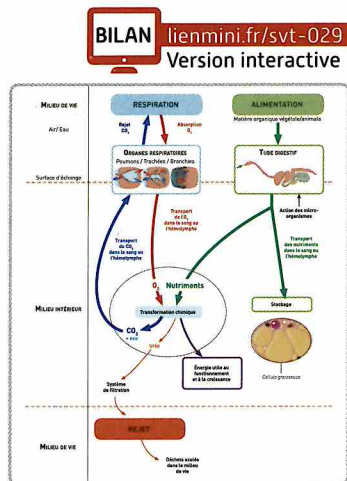 BILAN
lienmini.fr/svt-029
Version interactive
MILIEU DE VIE
RESPIRATION
ALIMENTATION
Air/ Eau
Rejet
CO₂
Absorption
O₂
Matière organique végétale/animale
ORGANES RESPIRATOIRES
Poumons / Trachées / Branchies
TUBE DIGESTIF
Surface d'échange
Action des micro-
organismes
Transport
du CO₂
dans le sang ou
l'hémolymphe
Transport
de l'O₂
dans le sang ou
l'hémolymphe
Transport
des nutriments
dans le sang ou
l'hémolymphe
MILIEU INTÉRIEUR
O₂
Nutriments
Stockage
Transformation chimique
CO₂
+ eau
Urée
Énergie utile au
fonctionnement
et à la croissance
Cellule graisseuse
Système
de filtration
REJET
MILIEU DE VIE
Déchets azotés
dans le milieu
de vie